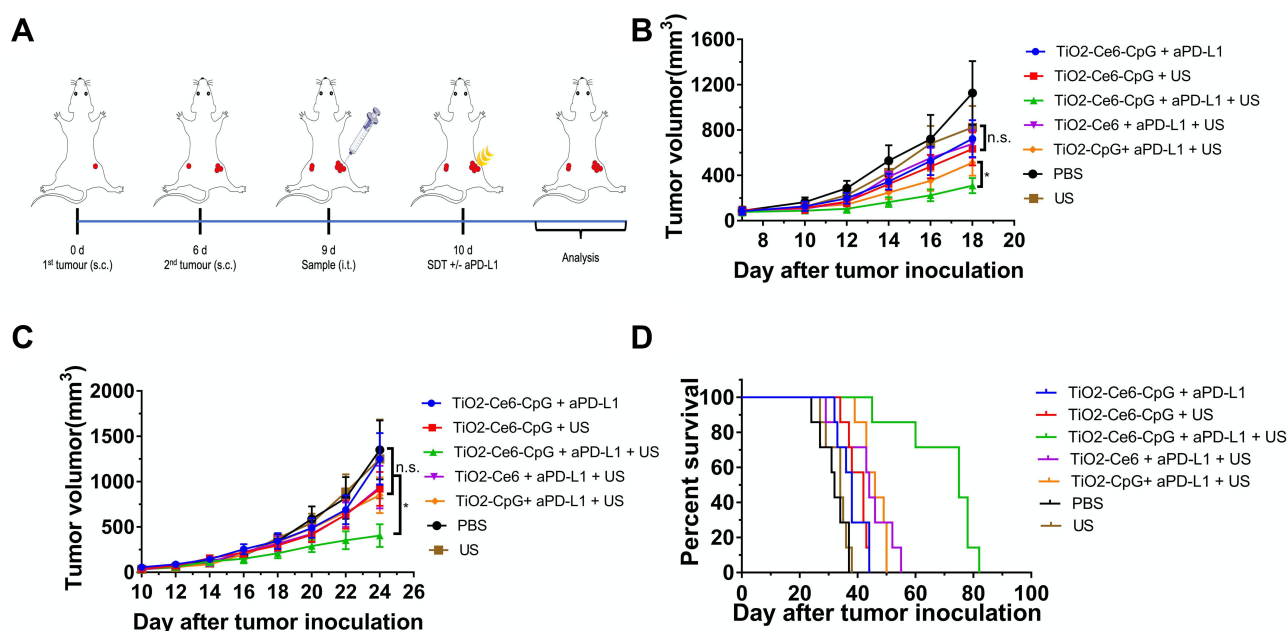 A
0 d
1st tumour (s.c.)
6 d
2nd tumour (s.c.)
9 d
Sample (i.t.)
10 d
SDT +/- aPD-L1
Analysis
B
Tumor volumor(mm3)
1600
1200
800
400
0
8 10 12 14 16 18 20
Day after tumor inoculation
n.s.
*
TiO2-Ce6-CpG + aPD-L1
TiO2-Ce6-CpG + US
TiO2-Ce6-CpG + aPD-L1 + US
TiO2-Ce6 + aPD-L1 + US
TiO2-CpG+ aPD-L1 + US
PBS
US
C
Tumor volumor(mm3)
2000
1500
1000
500
0
10 12 14 16 18 20 22 24 26
Day after tumor inoculation
n.s.
*
TiO2-Ce6-CpG + aPD-L1
TiO2-Ce6-CpG + US
TiO2-Ce6-CpG + aPD-L1 + US
TiO2-Ce6 + aPD-L1 + US
TiO2-CpG+ aPD-L1 + US
PBS
US
D
Percent survival
100
80
60
40
20
0
0 20 40 60 80 100
Day after tumor inoculation
TiO2-Ce6-CpG + aPD-L1
TiO2-Ce6-CpG + US
TiO2-Ce6-CpG + aPD-L1 + US
TiO2-Ce6 + aPD-L1 + US
TiO2-CpG+ aPD-L1 + US
PBS
US